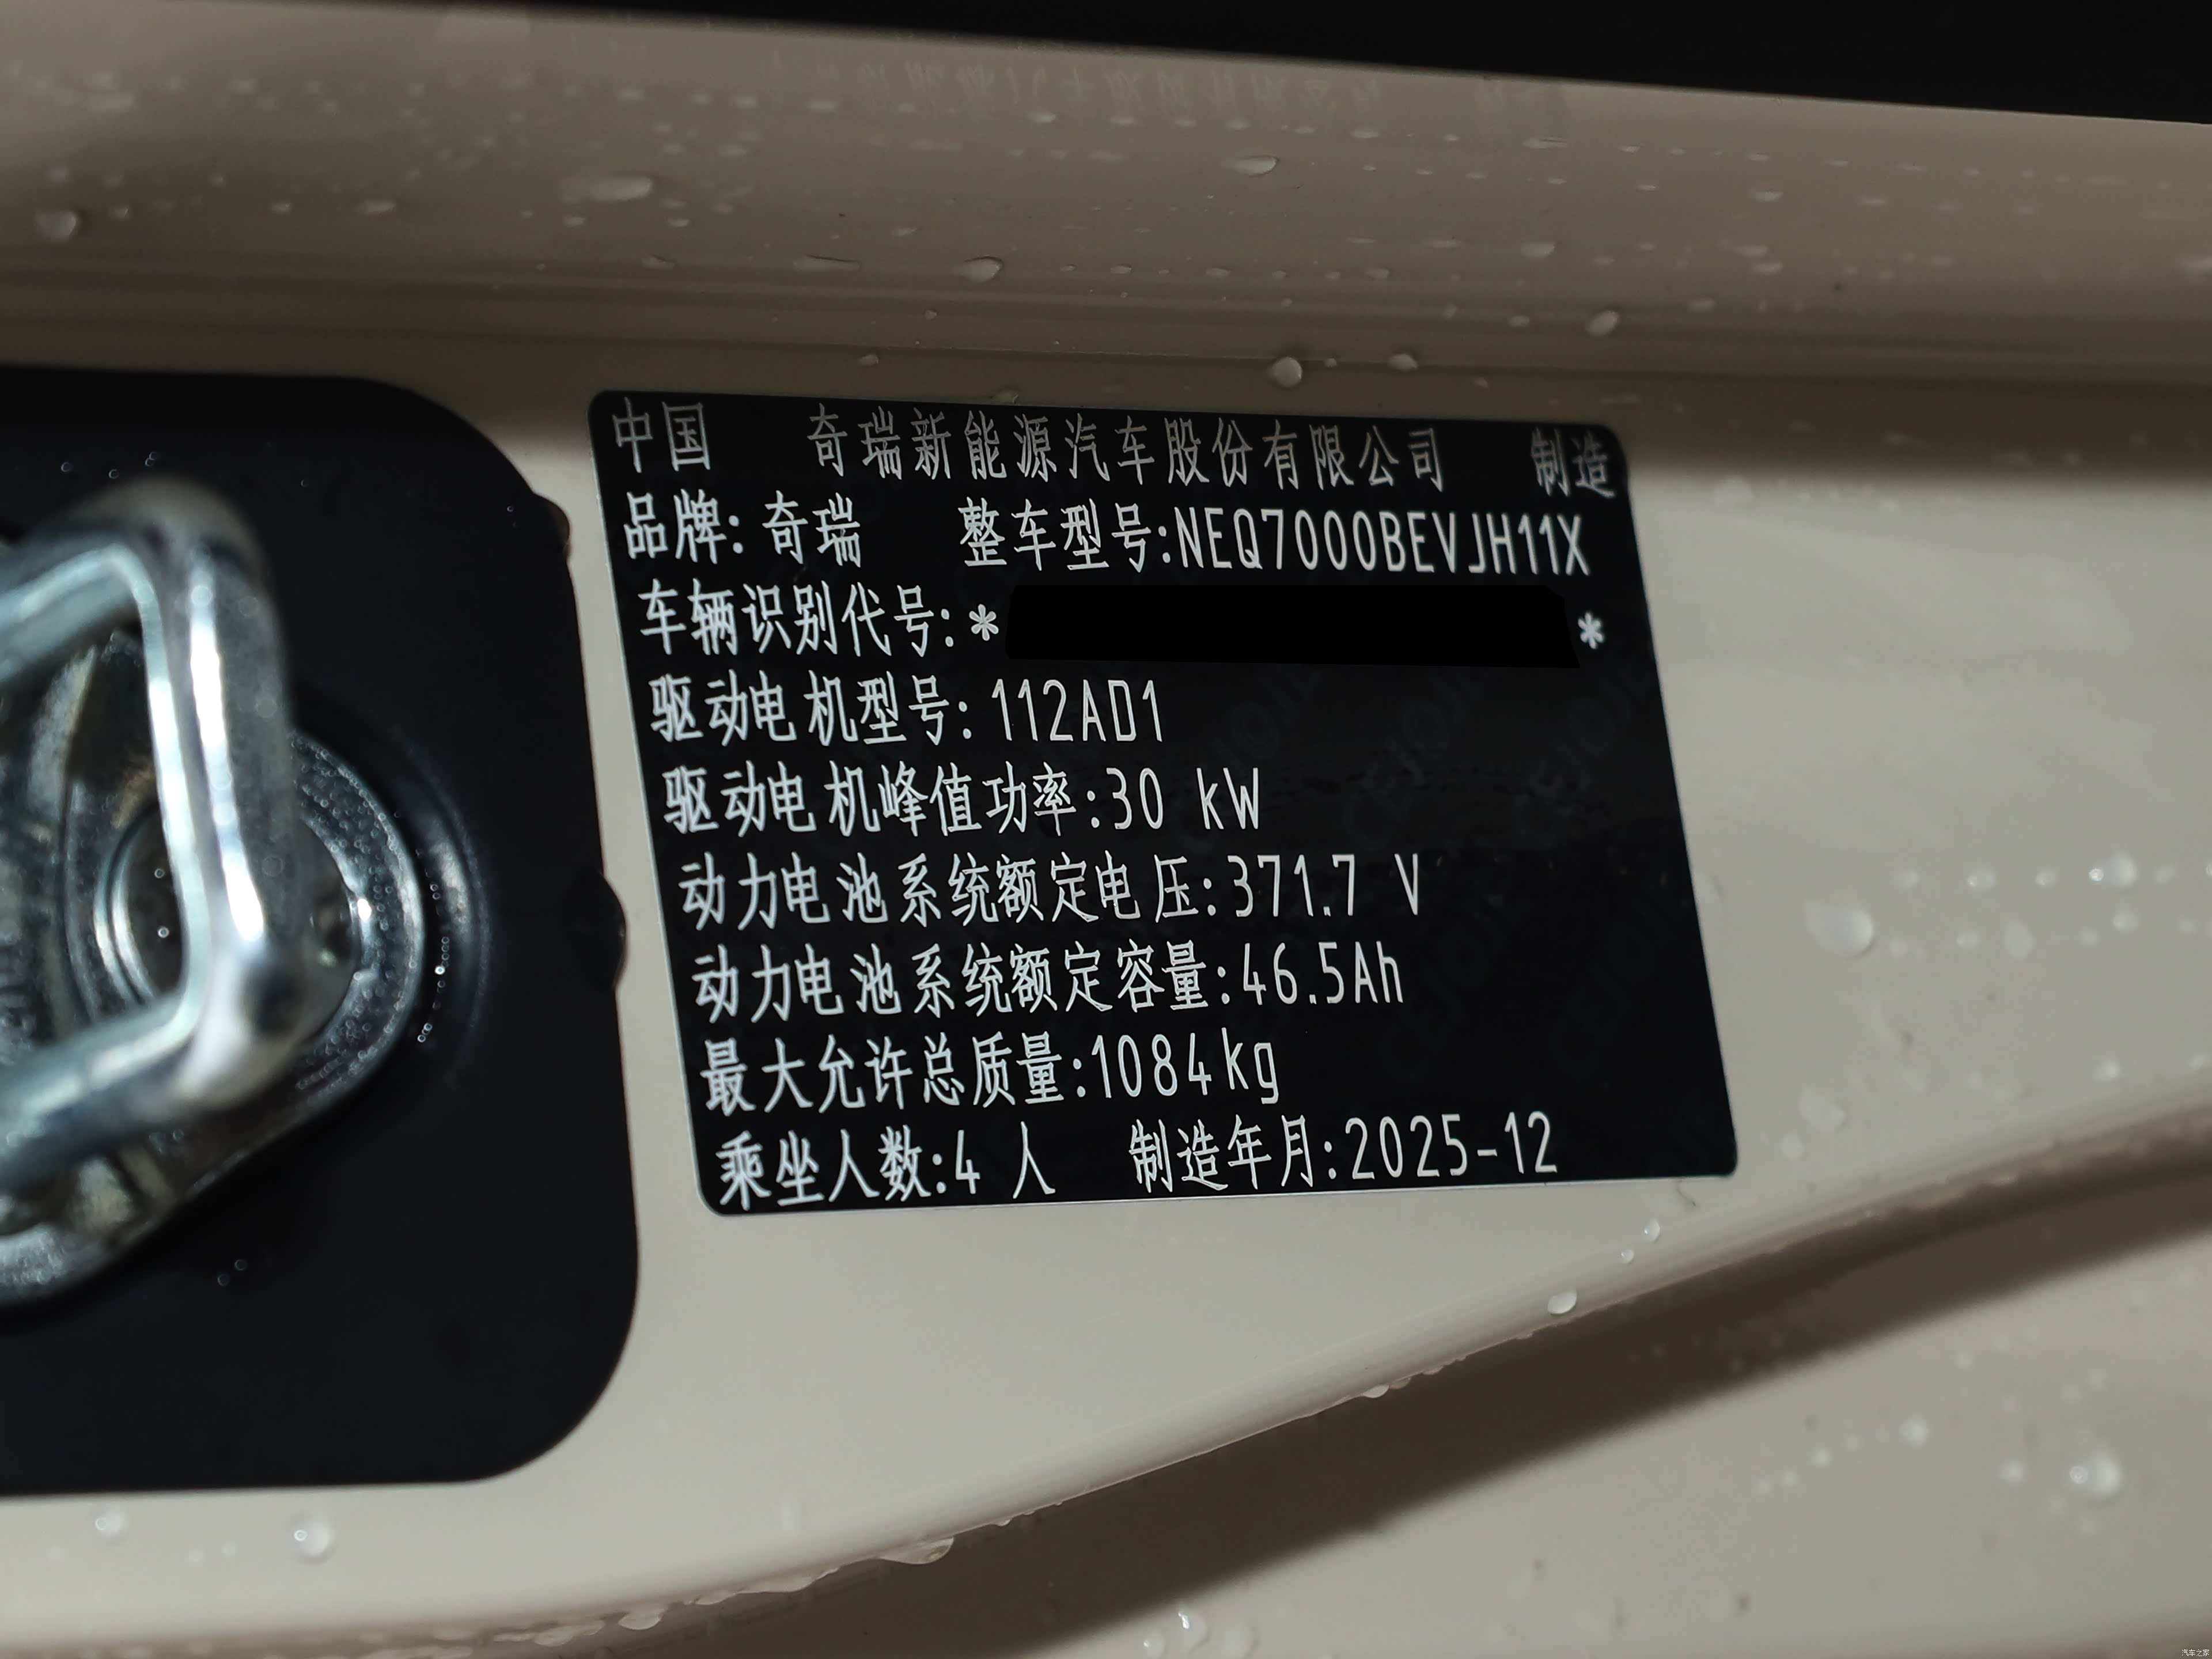 中国 奇瑞新能源汽车股份有限公司 制造
品牌:奇瑞 整车型号:NEQ7000BEVJH11X
车辆识别代号:* *
驱动电机型号:112AD1
驱动电机峰值功率:30 kW
动力电池系统额定电压:371.7 V
动力电池系统额定容量:46.5Ah
最大允许总质量:1084kg
乘坐人数:4 人 制造年月:2025-12
汽车之家